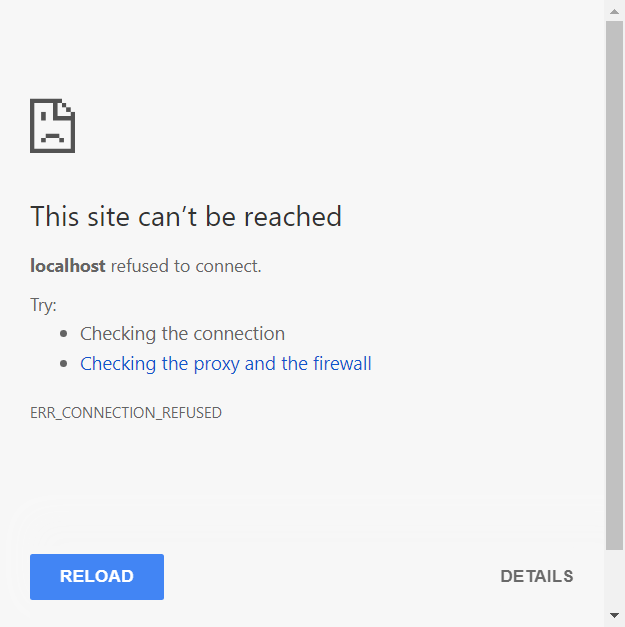 This site can’t be reached
localhost refused to connect.
Try:
• Checking the connection
• Checking the proxy and the firewall
ERR_CONNECTION_REFUSED
RELOAD
DETAILS